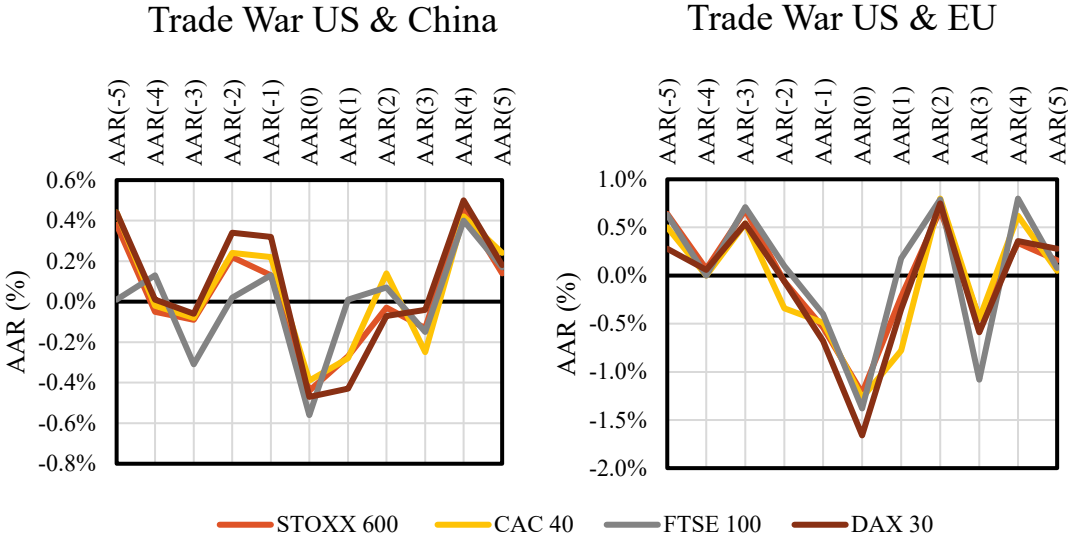 Trade War US & China
AAR(-5)
AAR(-4)
AAR(-3)
AAR(-2)
AAR(-1)
AAR(0)
AAR(1)
AAR(2)
AAR(3)
AAR(4)
AAR(5)
0.6%
0.4%
0.2%
0.0%
-0.2%
-0.4%
-0.6%
-0.8%
AAR (%)
Trade War US & EU
AAR(-5)
AAR(-4)
AAR(-3)
AAR(-2)
AAR(-1)
AAR(0)
AAR(1)
AAR(2)
AAR(3)
AAR(4)
AAR(5)
1.0%
0.5%
0.0%
-0.5%
-1.0%
-1.5%
-2.0%
AAR (%)
STOXX 600
CAC 40
FTSE 100
DAX 30